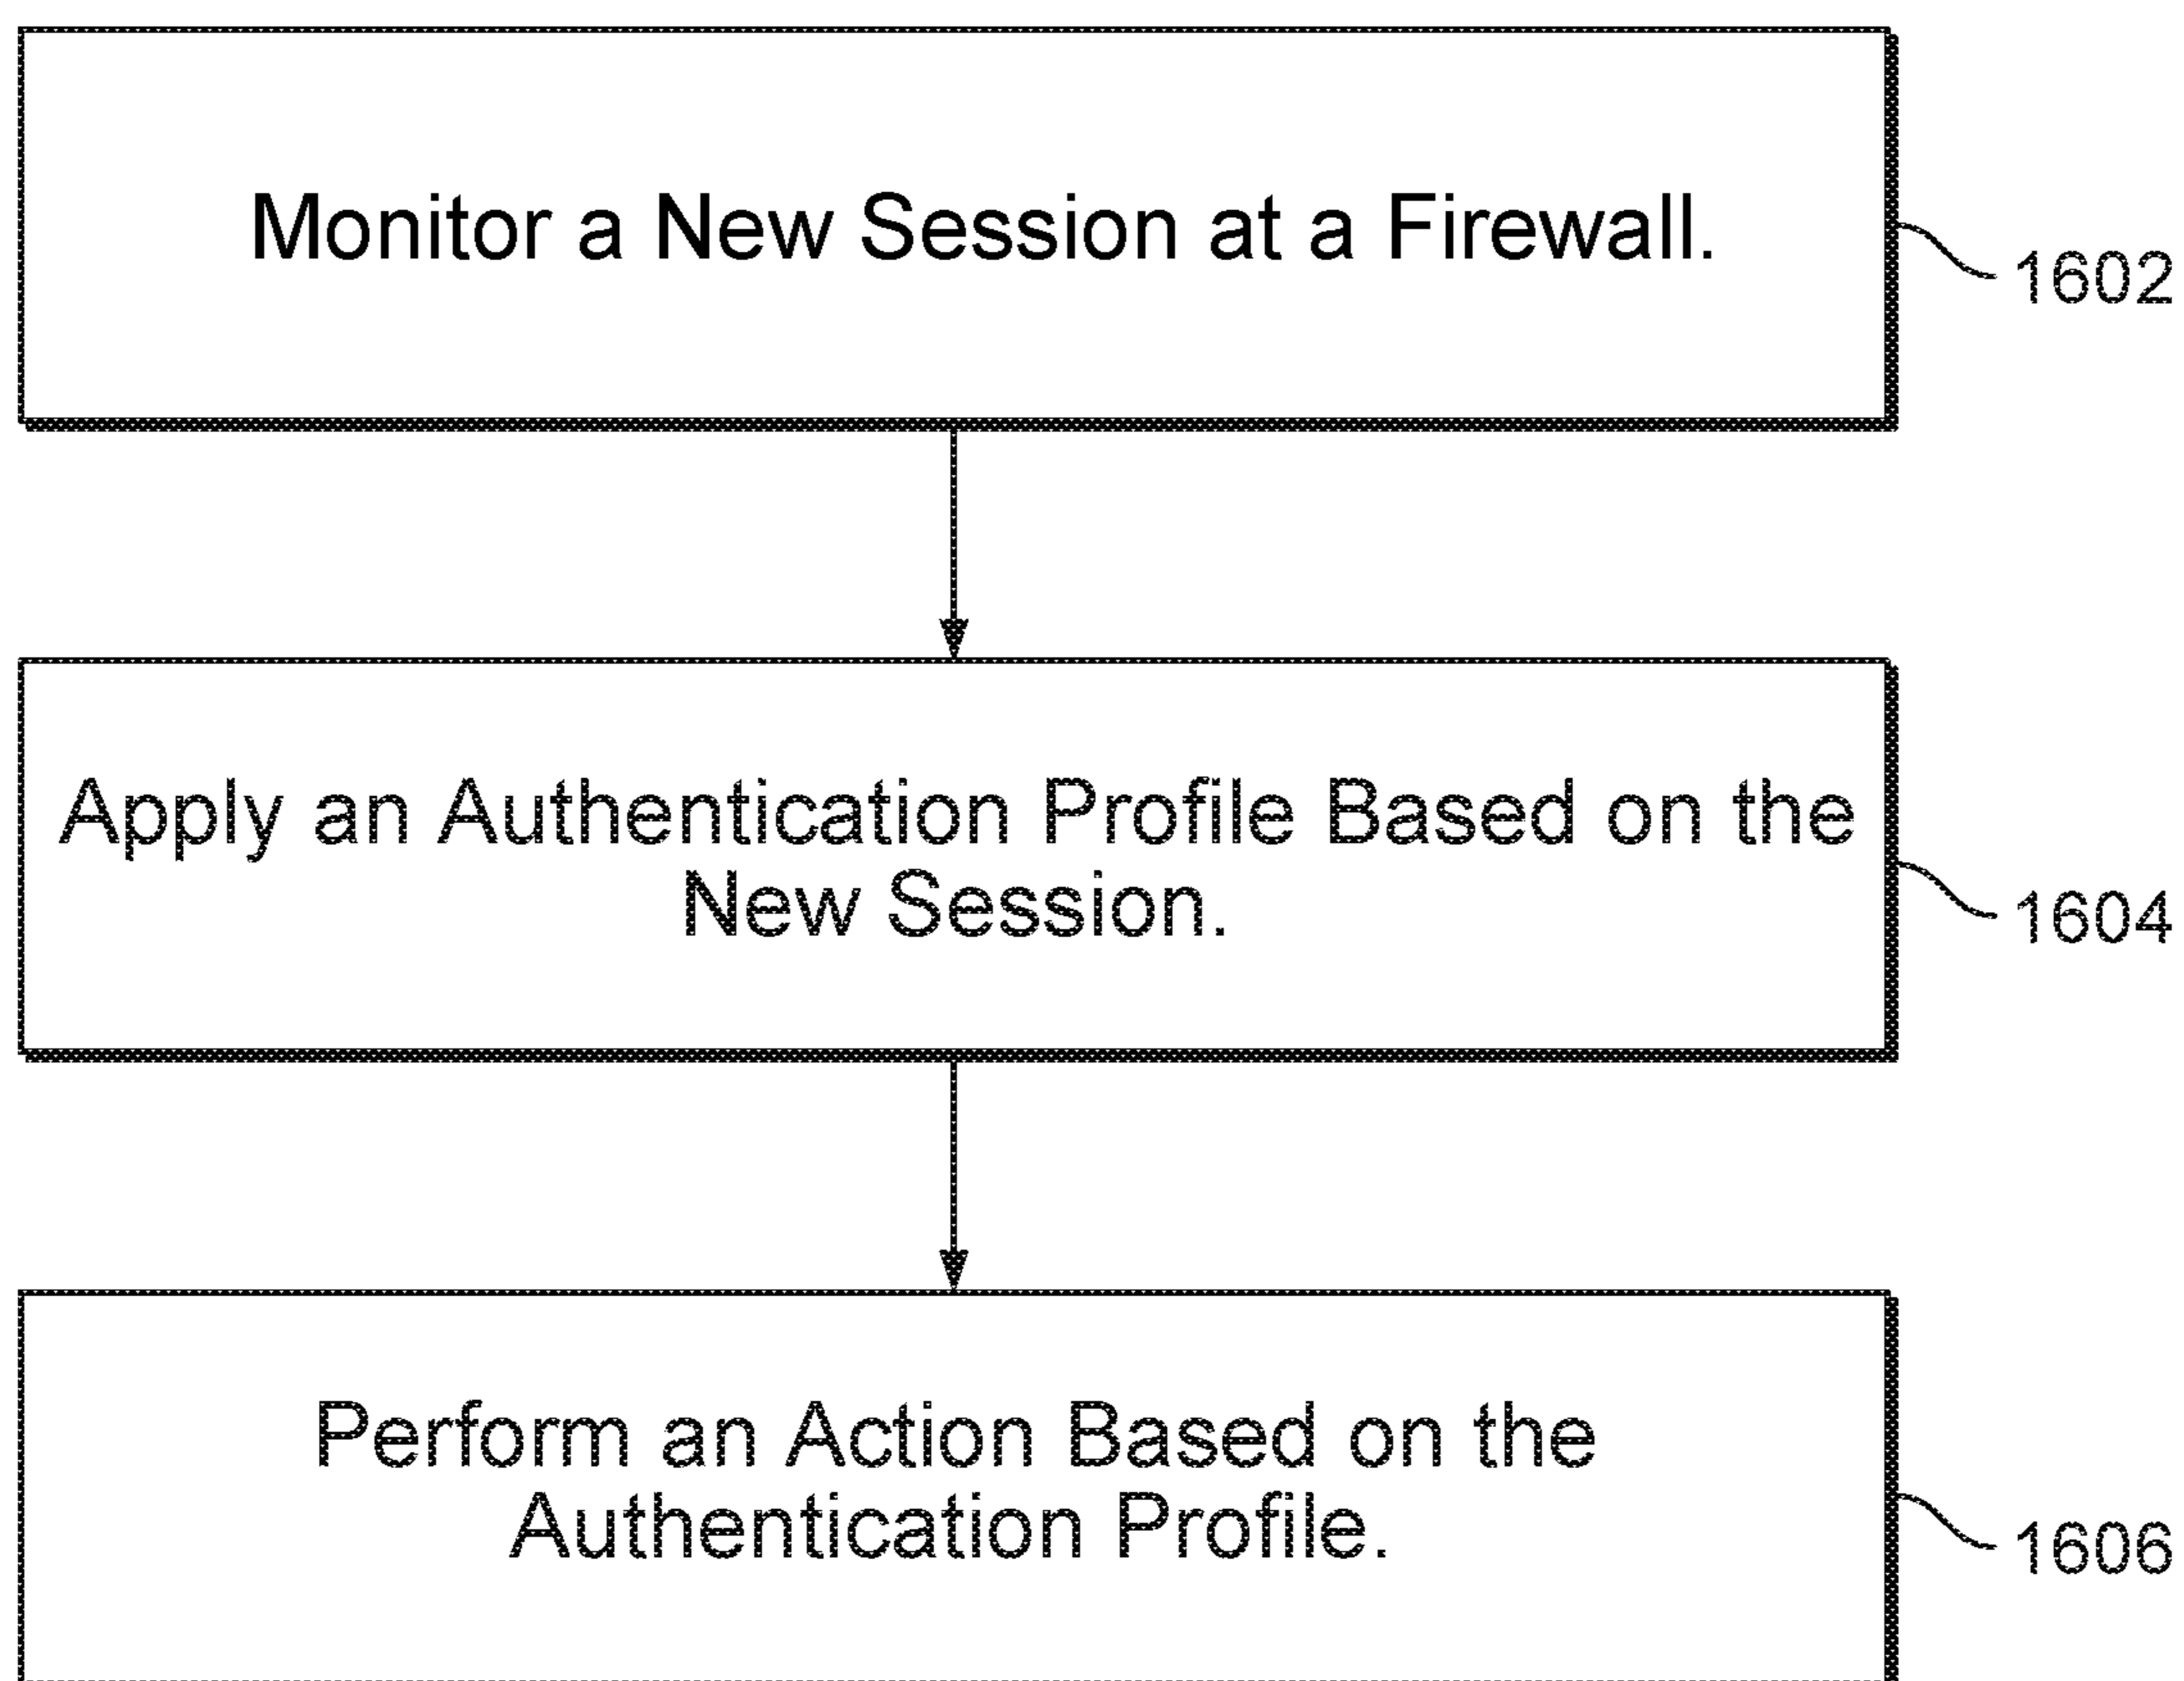 Monitor a New Session at a Firewall.
1602
Apply an Authentication Profile Based on the
New Session.
1604
Perform an Action Based on the
Authentication Profile.
1606